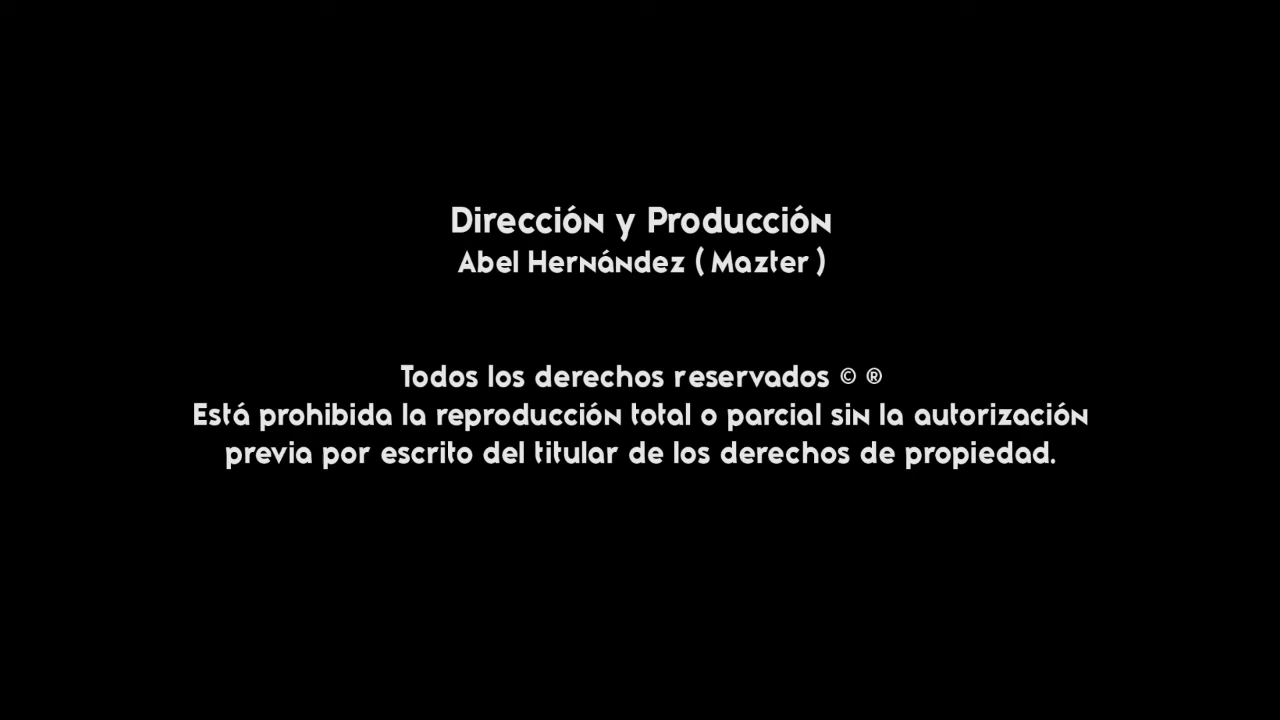 Dirección y Producción
Abel Hernández ( Mazter )
Todos los derechos reservados © ®
Está prohibida la reproducción total o parcial sin la autorización
previa por escrito del titular de los derechos de propiedad.